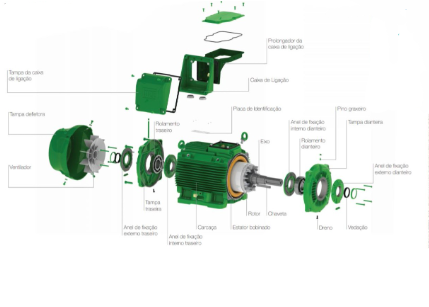 Prolongador da
caixa de ligação
Tampa da caixa
de ligação
Caixa de Ligação
Placa de Identificação
Anel de fixação
interno dianteiro
Pino graxeiro
Tampa defletora
Rolamento
traseiro
Tampa dianteira
Eixo
Rolamento
dianteiro
Ventilador
Anel de fixação
externo dianteiro
Tampa
traseira
Rotor
Chaveta
Anel de fixação
externo traseiro
Carcaça
Estator bobinado
Dreno
Vedação
Anel de fixação
interno traseiro